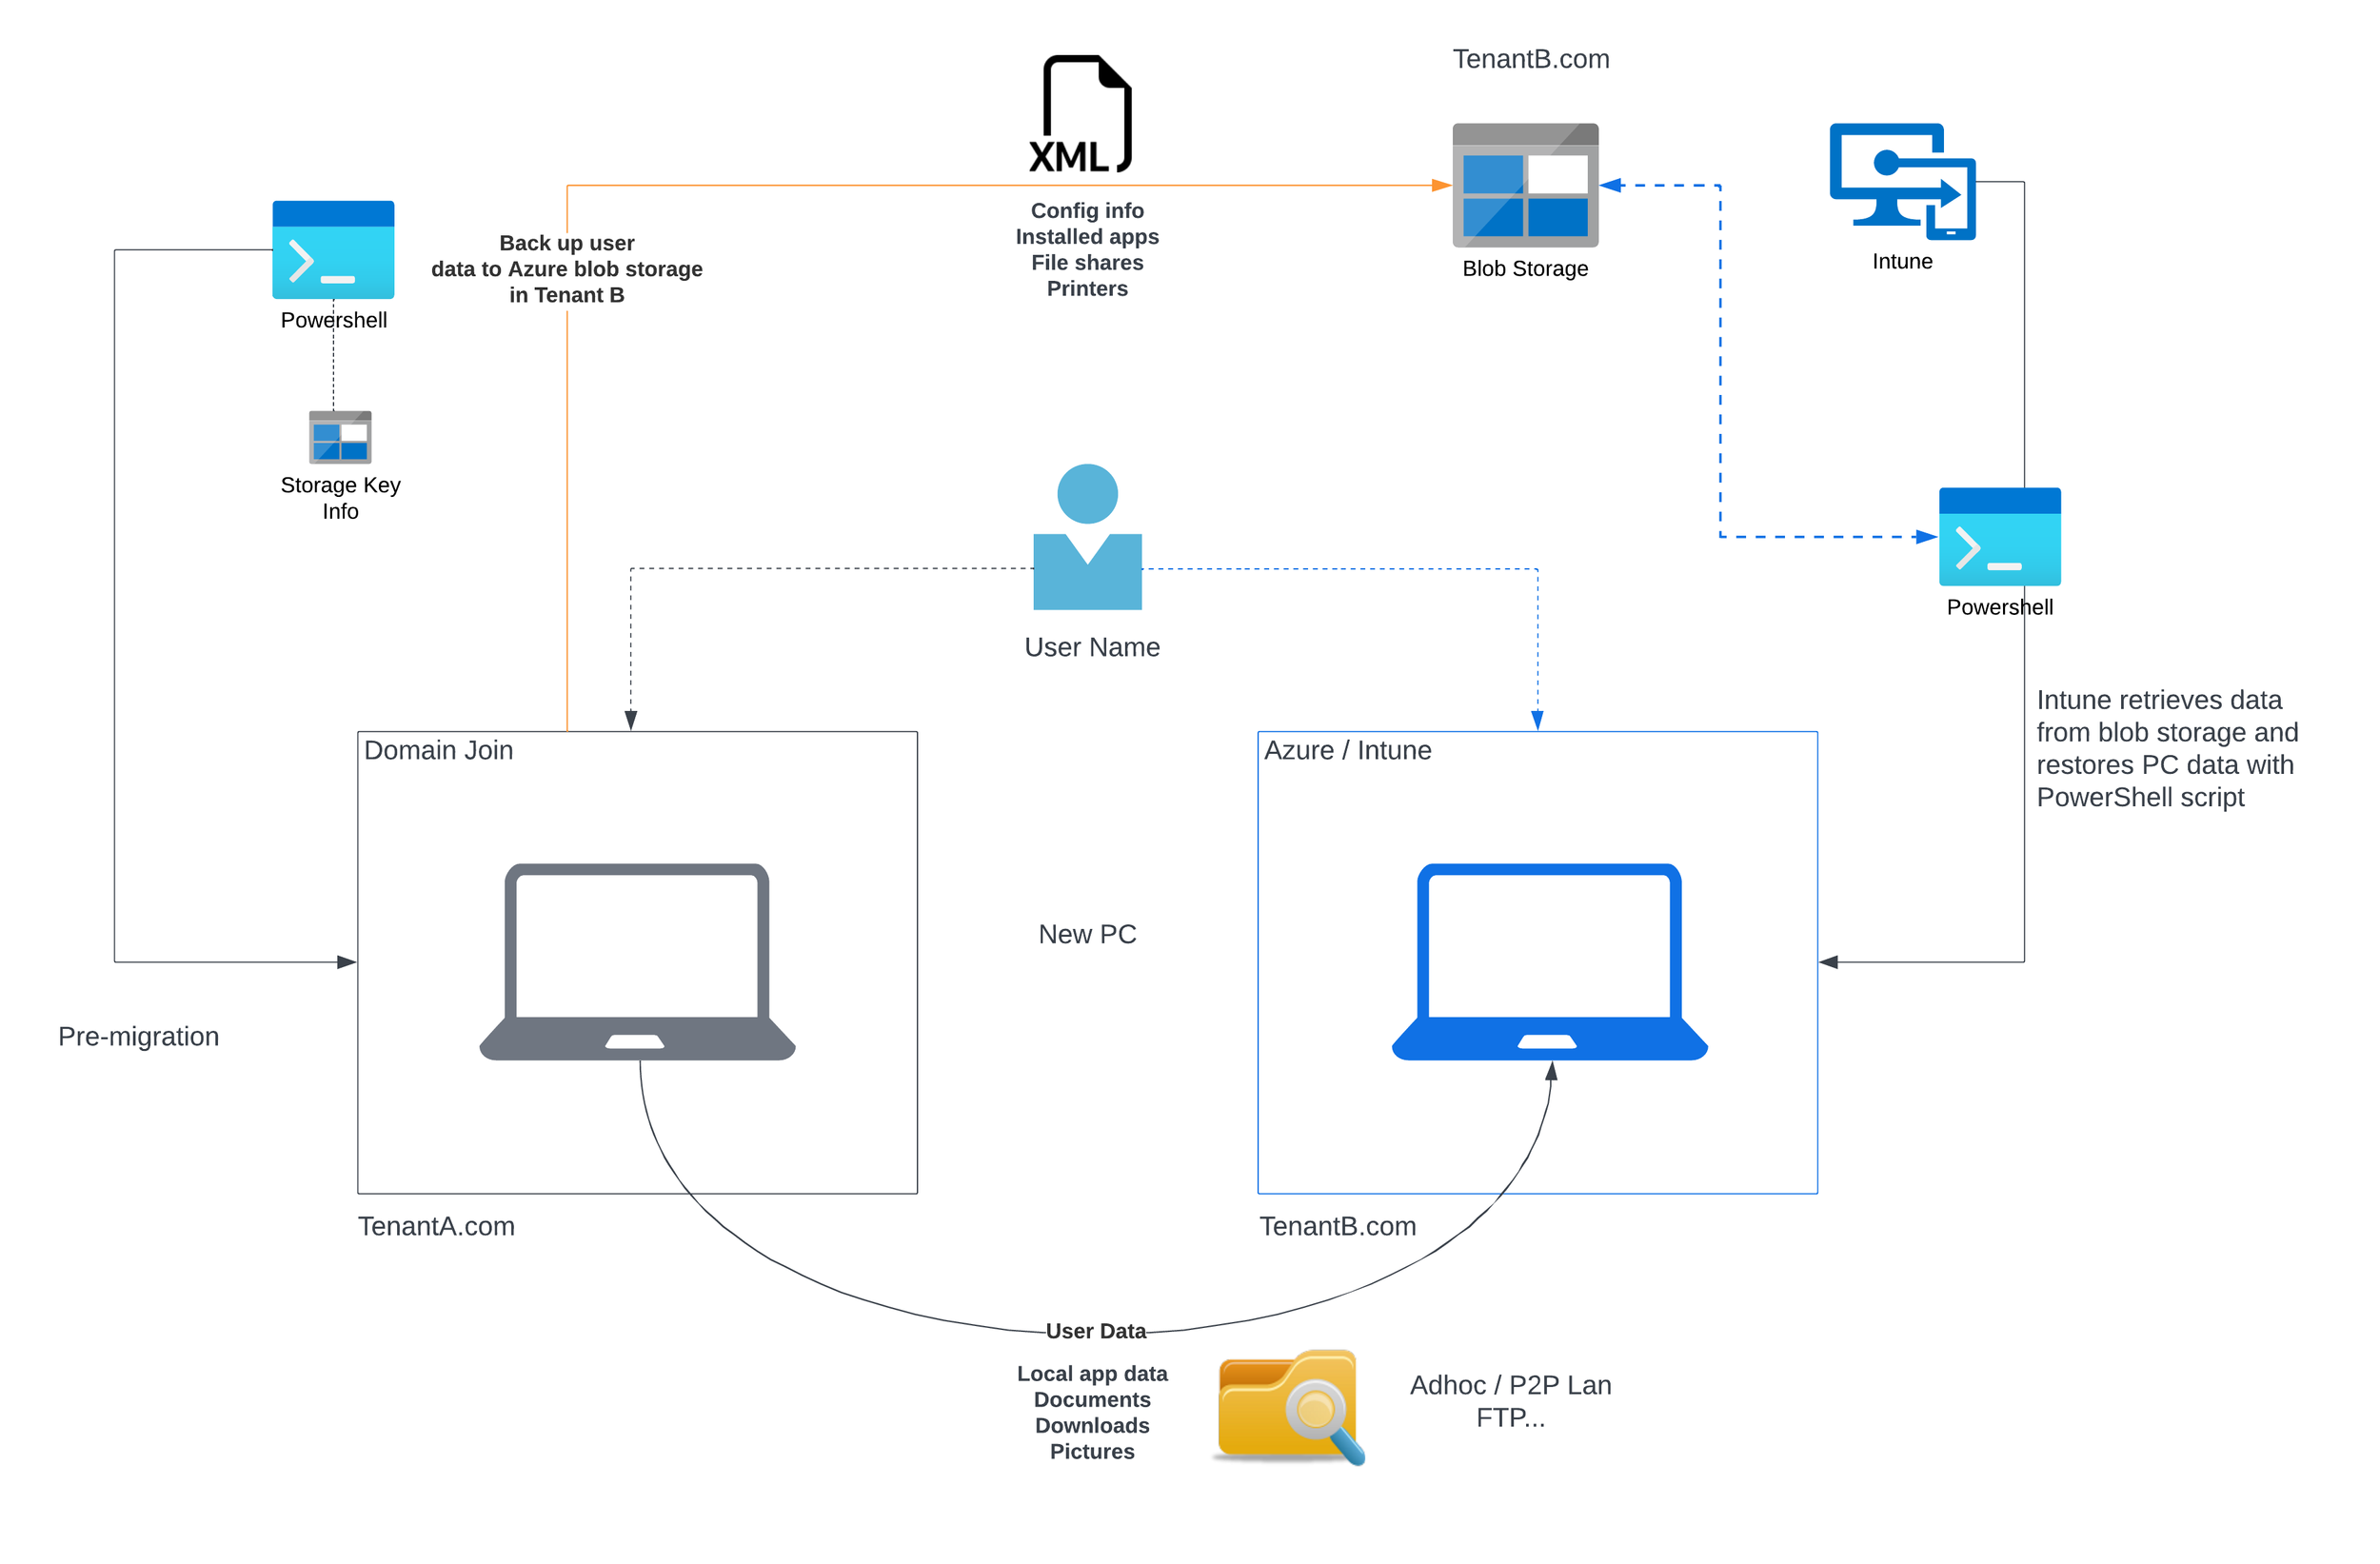 TenantB.com
XML
Config info
Installed apps
File shares
Printers
Blob Storage
Intune
Back up user
data to Azure blob storage
in Tenant B
Powershell
Storage Key
Info
User Name
Powershell
Intune retrieves data
from blob storage and
restores PC data with
PowerShell script
Domain Join
Azure / Intune
New PC
Pre-migration
TenantA.com
TenantB.com
User Data
Local app data
Documents
Downloads
Pictures
Adhoc / P2P Lan
FTP...